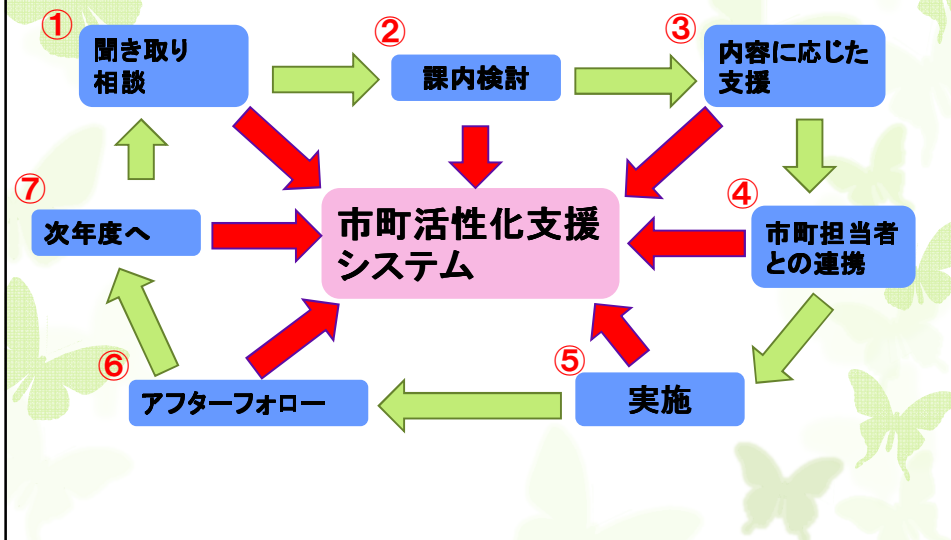 ①
聞き取り
相談
②
課内検討
③
内容に応じた
支援
④
市町担当者
との連携
⑤
実施
⑥
アフターフォロー
⑦
次年度へ
市町活性化支援
システム